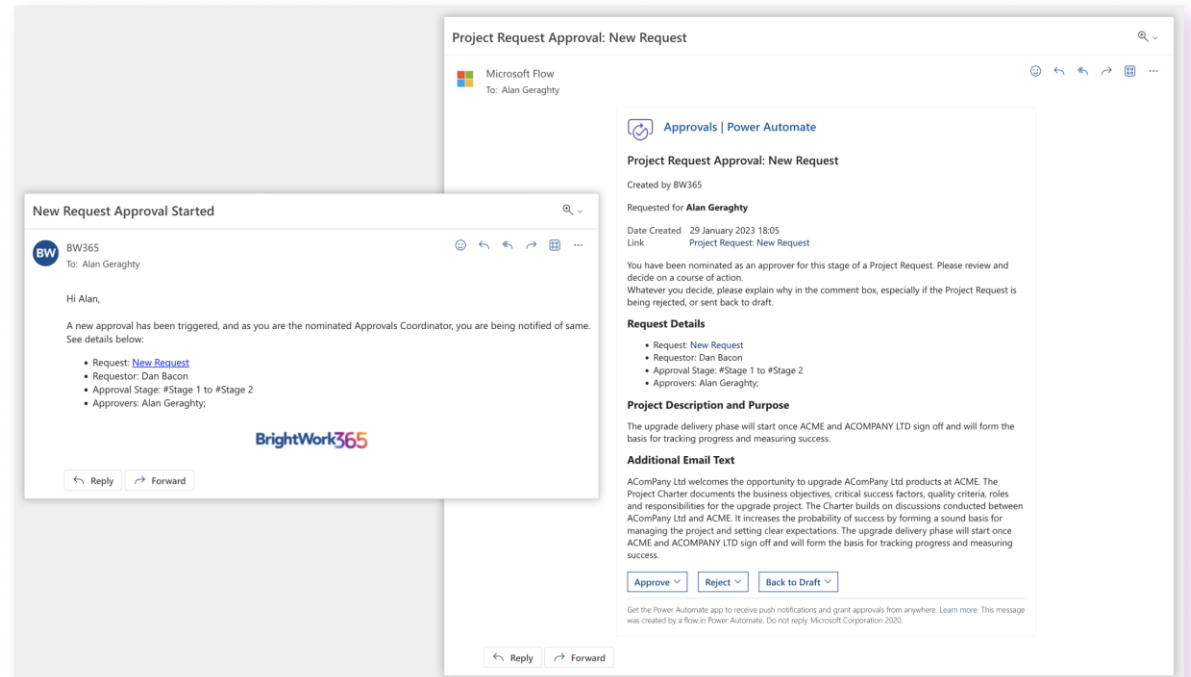 Project Request Approval: New Request
Microsoft Flow
To: Alan Geraghty
Approvals | Power Automate
Project Request Approval: New Request
Created by BW365
Requested for Alan Geraghty
Date Created 29 January 2023 18:05
Link Project Request: New Request
You have been nominated as an approver for this stage of a Project Request. Please review and
decide on a course of action.
Whatever you decide, please explain why in the comment box, especially if the Project Request is
being rejected, or sent back to draft.
Request Details
• Request: New Request
• Requestor: Dan Bacon
• Approval Stage: #Stage 1 to #Stage 2
• Approvers: Alan Geraghty;
Project Description and Purpose
The upgrade delivery phase will start once ACME and ACOMPANY LTD sign off and will form the
basis for tracking progress and measuring success.
Additional Email Text
AComPany Ltd welcomes the opportunity to upgrade AComPany Ltd products at ACME. The
Project Charter documents the business objectives, critical success factors, quality criteria, roles
and responsibilities for the upgrade project. The Charter builds on discussions conducted between
AComPany Ltd and ACME. It increases the probability of success by forming a sound basis for
managing the project and setting clear expectations. The upgrade delivery phase will start once
ACME and ACOMPANY LTD sign off and will form the basis for tracking progress and measuring
success.
Approve
Reject
Back to Draft
Get the Power Automate app to receive push notifications and grant approvals from anywhere. Learn more. This message
was created by a flow in Power Automate. Do not reply. Microsoft Corporation 2020.
Reply
Forward
New Request Approval Started
BW
BW365
To: Alan Geraghty
Hi Alan,
A new approval has been triggered, and as you are the nominated Approvals Coordinator, you are being notified of same.
See details below:
• Request: New Request
• Requestor: Dan Bacon
• Approval Stage: #Stage 1 to #Stage 2
• Approvers: Alan Geraghty;
BrightWork365
Reply
Forward